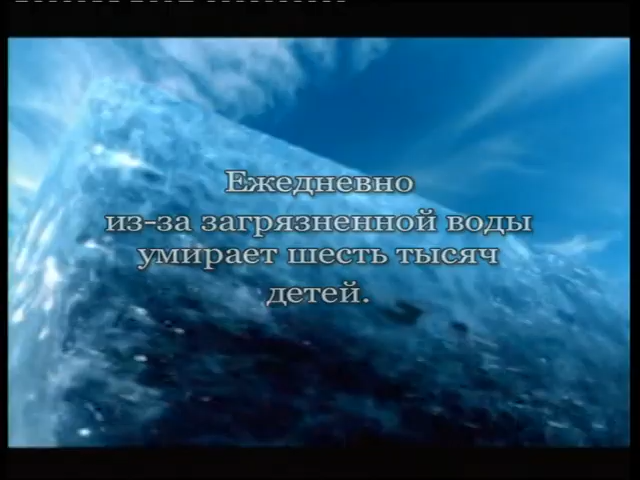 Ежедневно
из-за загрязненной воды
умирает шесть тысяч
детей.